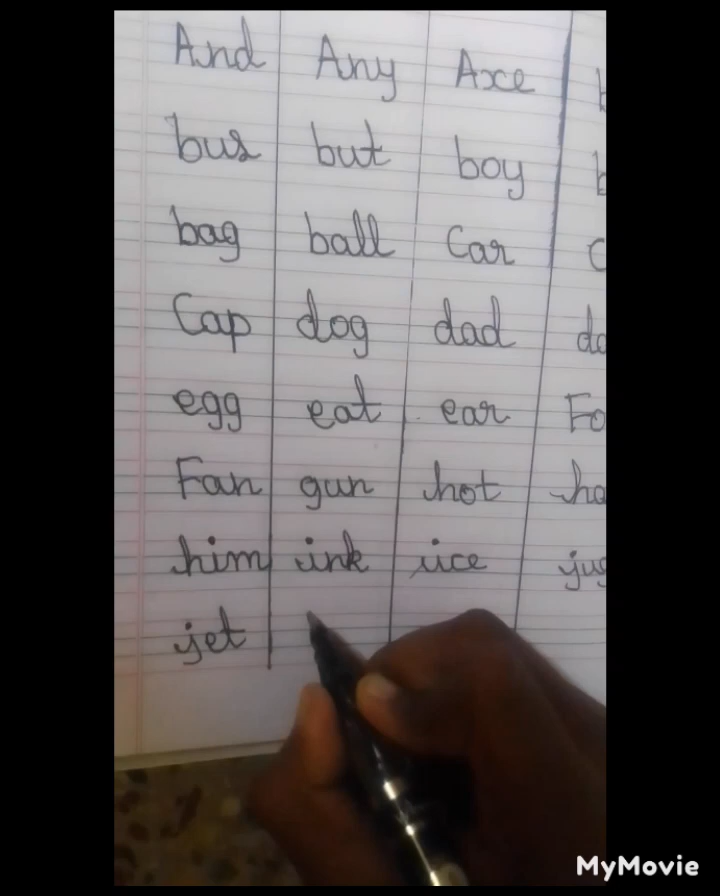 And Any Axe
bus but boy
bag ball Car
Cap dog dad
egg eat ear
Fan gun hot
him ink ice
jet
MyMovie